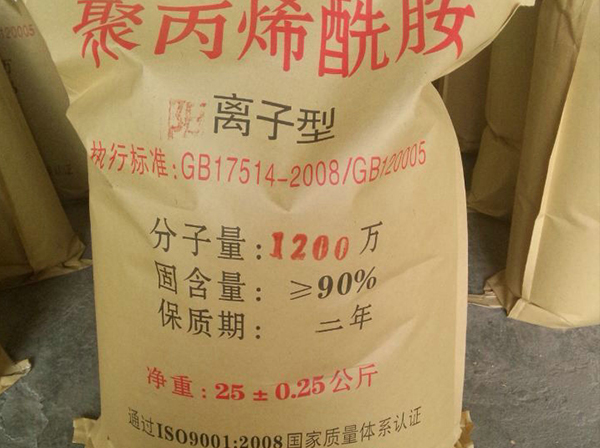 聚丙烯酰胺
离子型
执行标准:GB17514-2008/GB120005
分子量:1200万
固含量: ≥90%
保质期: 二年
净重:25±0.25公斤
通过ISO9001:2008国家质量体系认证